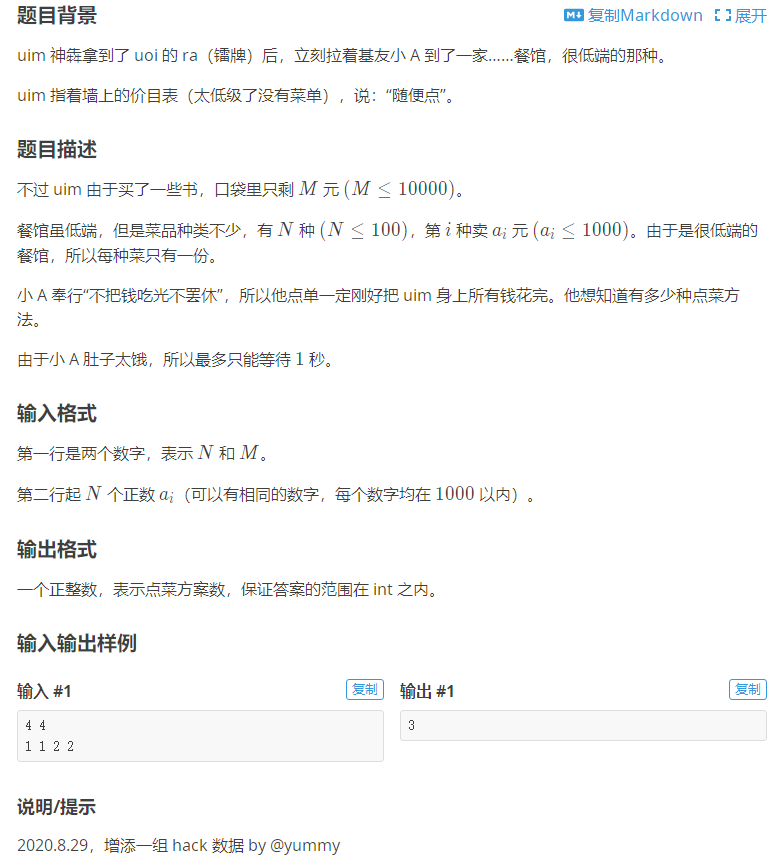 题目背景
复制Markdown 展开
uim 神犇拿到了 uoi 的 ra（镭牌）后，立刻拉着基友小 A 到了一家……餐馆，很低端的那种。
uim 指着墙上的价目表（太低级了没有菜单），说：“随便点”。
题目描述
不过 uim 由于买了一些书，口袋里只剩 M 元 (M ≤ 10000)。
餐馆虽低端，但是菜品种类不少，有 N 种 (N ≤ 100)，第 i 种卖 aᵢ 元 (aᵢ ≤ 1000)。由于是很低端的
餐馆，所以每种菜只有一份。
小 A 奉行“不把钱吃光不罢休”，所以他点单一定刚好把 uim 身上所有钱花完。他想知道有多少种点菜方
法。
由于小 A 肚子太饿，所以最多只能等待 1 秒。
输入格式
第一行是两个数字，表示 N 和 M。
第二行起 N 个正数 aᵢ（可以有相同的数字，每个数字均在 1000 以内）。
输出格式
一个正整数，表示点菜方案数，保证答案的范围在 int 之内。
输入输出样例
输入 #1
复制
4 4
1 1 2 2
输出 #1
复制
3
说明/提示
2020.8.29，增添一组 hack 数据 by @yummy